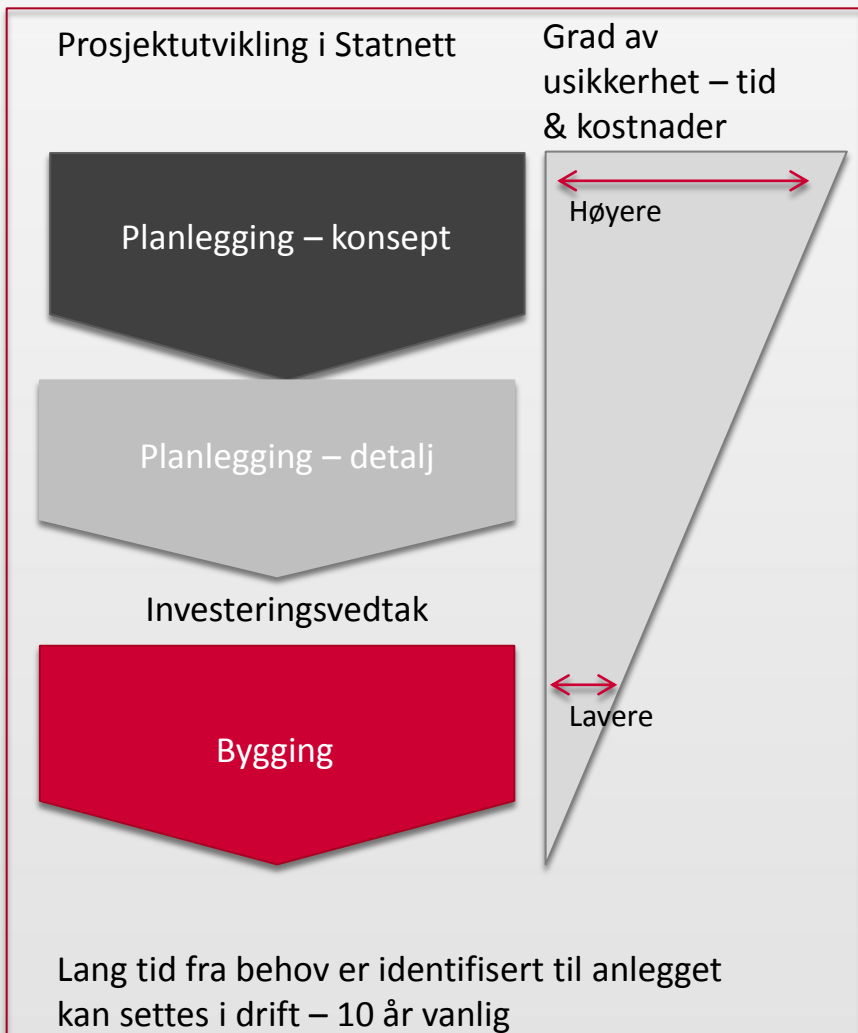 Prosjektutvikling i Statnett
Grad av
usikkerhet – tid
& kostnader
Høyere
Planlegging – konsept
Planlegging – detalj
Investeringsvedtak
Lavere
Bygging
Lang tid fra behov er identifisert til anlegget
kan settes i drift – 10 år vanlig